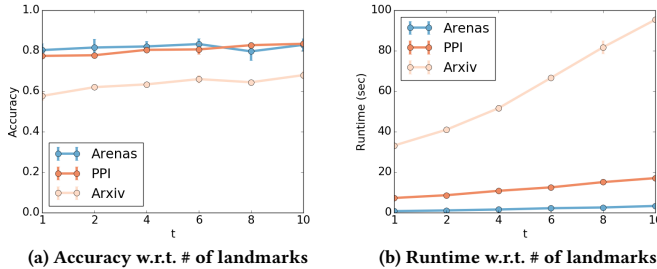 1.0
0.8
0.6
0.4
0.2
0.0
Accuracy
Arenas
PPI
Arxiv
1 2 4 6 8 10
t
(a) Accuracy w.r.t. # of landmarks
100
80
60
40
20
0
Runtime (sec)
Arenas
PPI
Arxiv
1 2 4 6 8 10
t
(b) Runtime w.r.t. # of landmarks